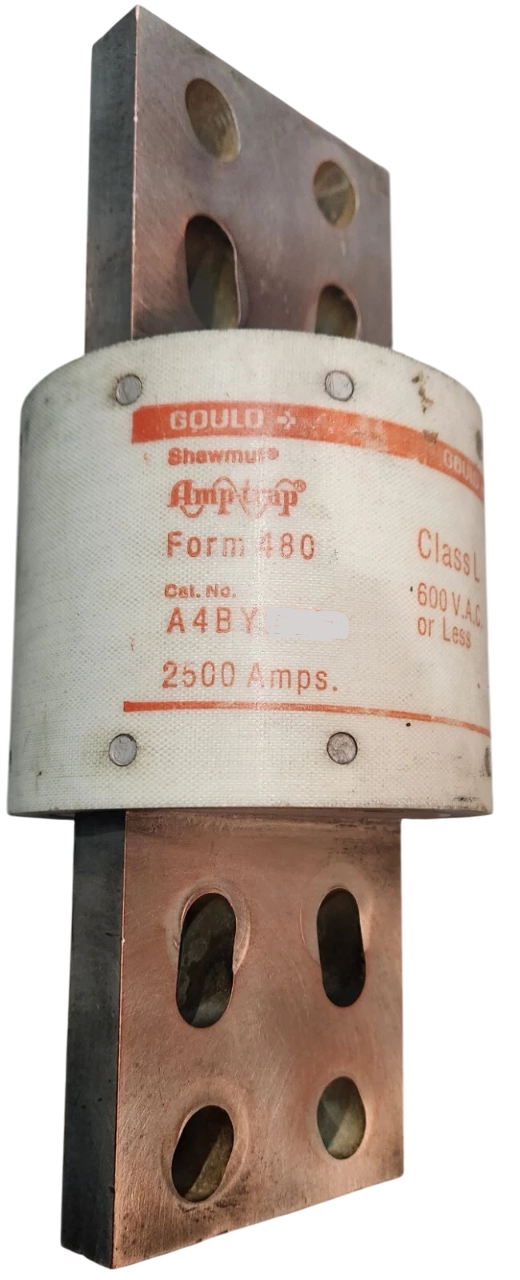 GOULD
Shawmut®
Amp-trap®
Form 480
Cat. No.
A4BY
2500 Amps.
GOULD
Class L
600 V.A.C.
or Less